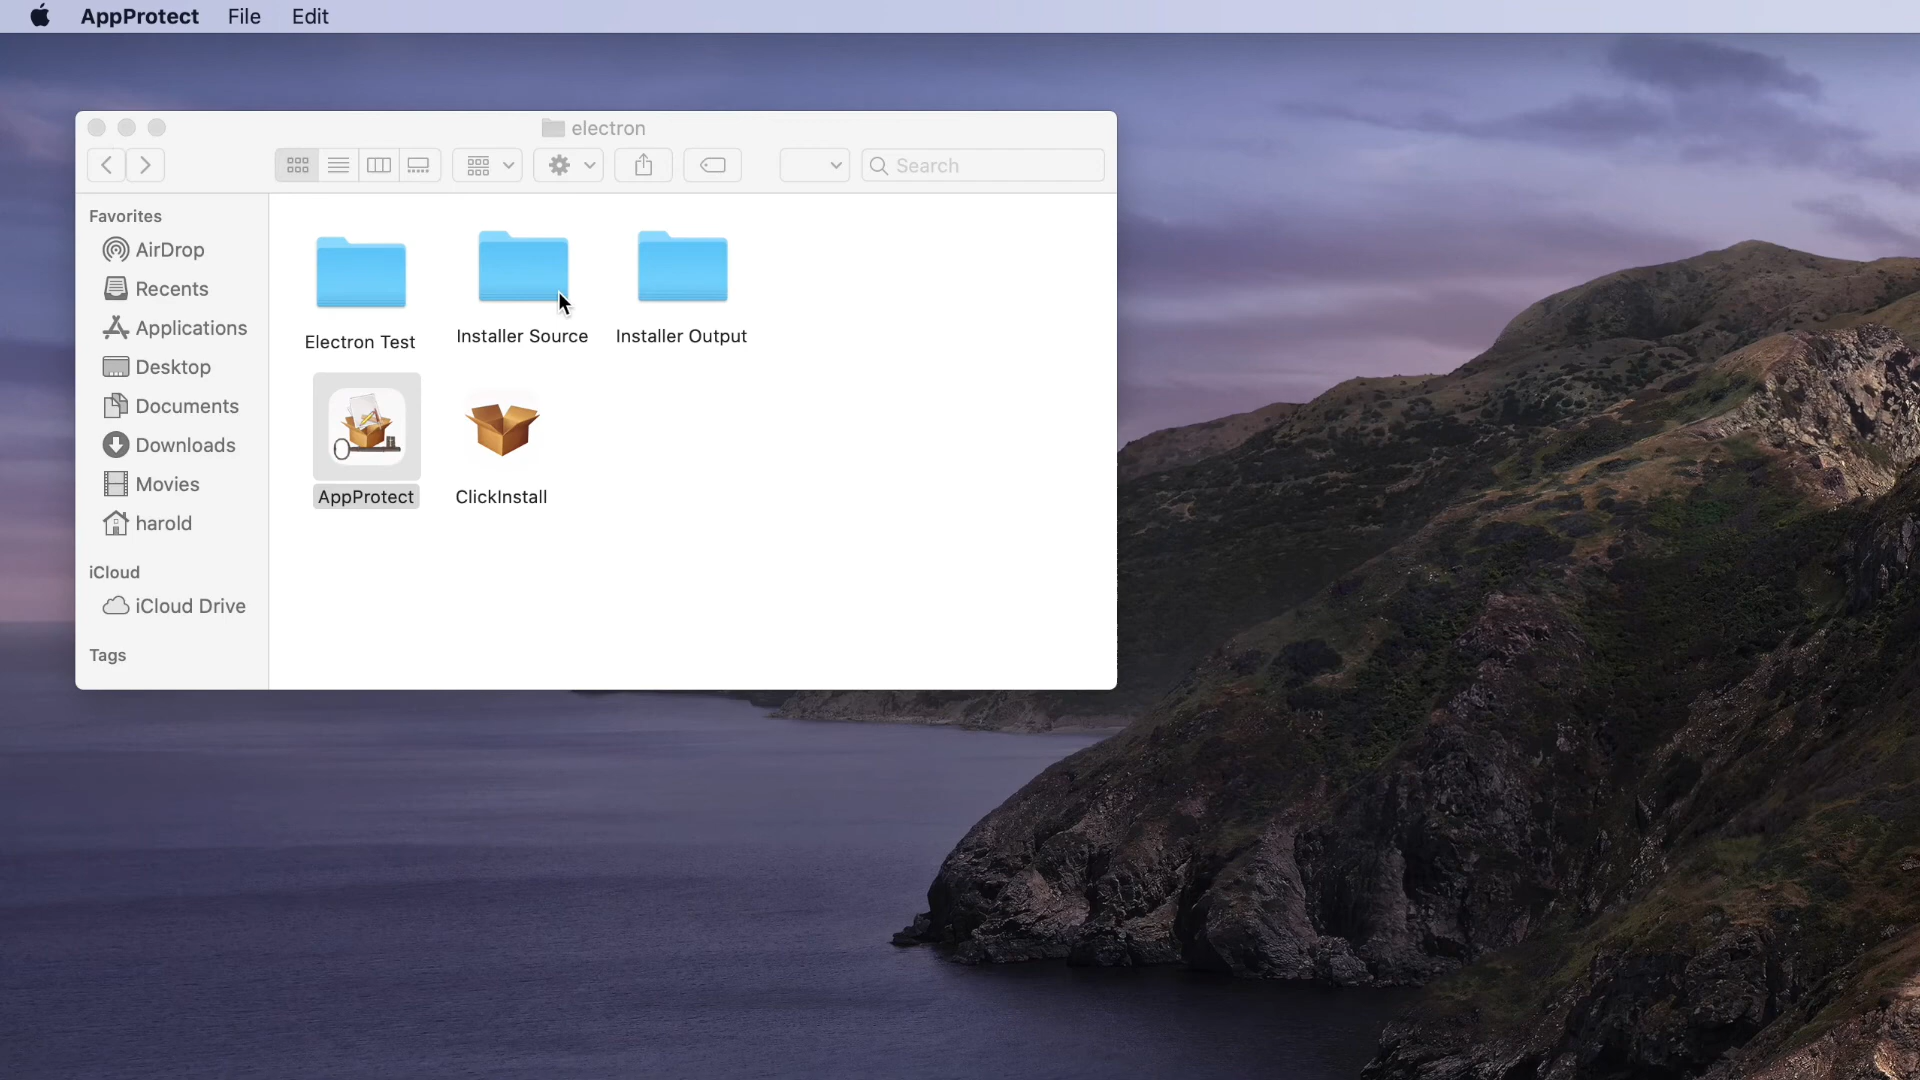 AppProtect File Edit
electron
Search
Favorites
AirDrop
Recents
Applications
Desktop
Documents
Downloads
Movies
harold
iCloud
iCloud Drive
Tags
Electron Test
Installer Source
Installer Output
AppProtect
ClickInstall